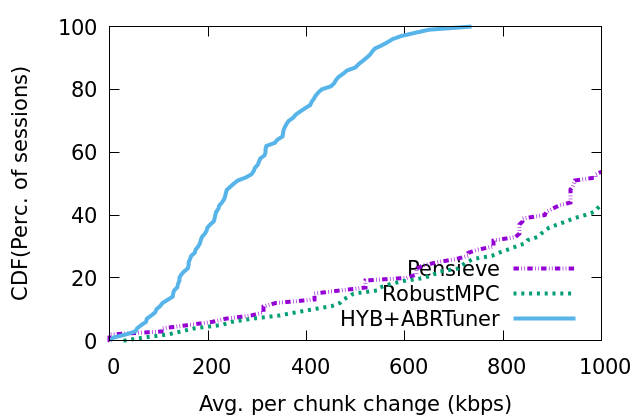 100
80
60
40
20
0
CDF(Perc. of sessions)
Pensieve
RobustMPC
HYB+ABRTuner
0 200 400 600 800 1000
Avg. per chunk change (kbps)